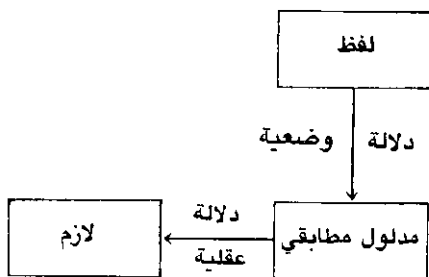 لفظ
دلالة وضعية
مدلول مطابقي
دلالة
عقلية
لازم